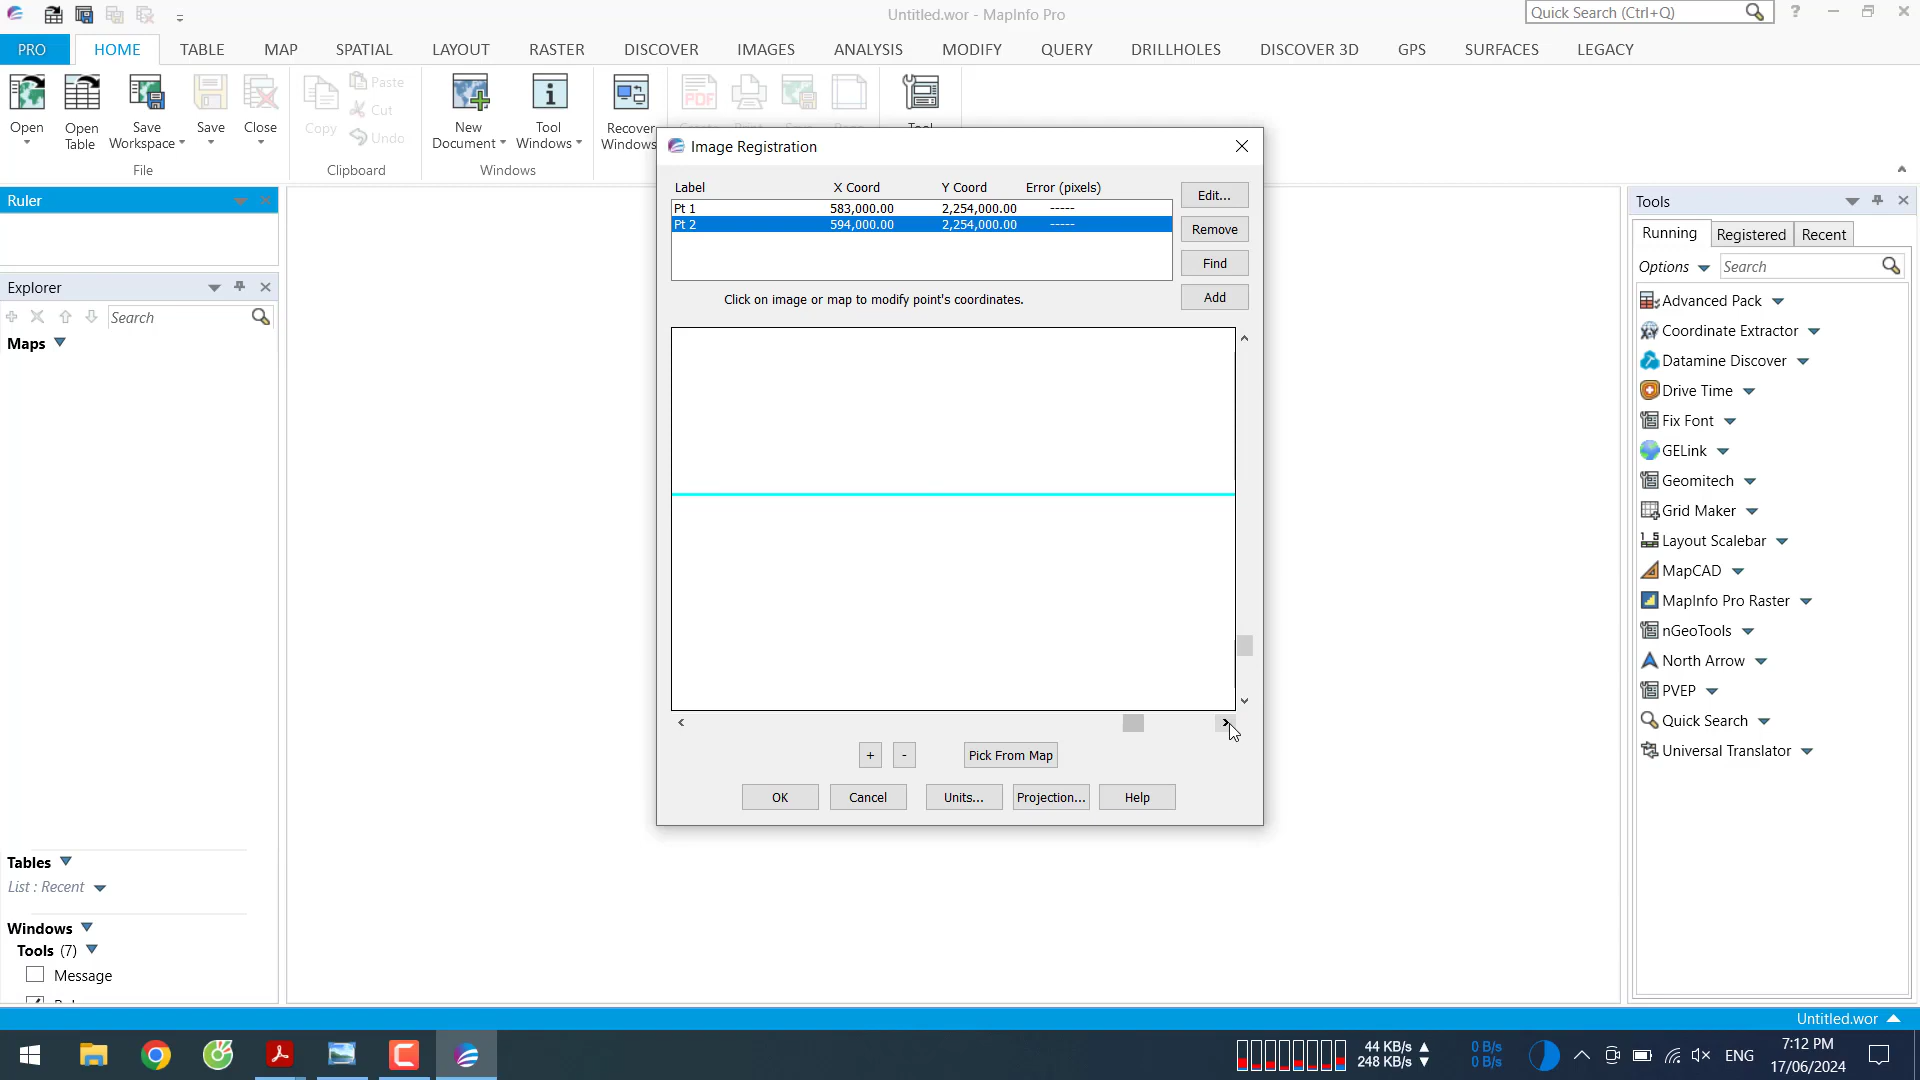 Untitled.wor - MapInfo Pro
Quick Search (Ctrl+Q)
PRO HOME TABLE MAP SPATIAL LAYOUT RASTER DISCOVER IMAGES ANALYSIS MODIFY QUERY DRILLHOLES DISCOVER 3D GPS SURFACES LEGACY
Open
Open Table
Save Workspace
Save
Close
Copy
Paste
Cut
Undo
New Document
Tool Windows
Recover Windows
PDF
File
Clipboard
Windows
Ruler
Explorer
Search
Maps
Tables
List : Recent
Windows
Tools (7)
Message
Image Registration
Label X Coord Y Coord Error (pixels)
Pt 1 583,000.00 2,254,000.00 -----
Pt 2 594,000.00 2,254,000.00 -----
Edit...
Remove
Find
Add
Click on image or map to modify point's coordinates.
+
-
Pick From Map
OK
Cancel
Units...
Projection...
Help
Tools
Running Registered Recent
Options Search
Advanced Pack
Coordinate Extractor
Datamine Discover
Drive Time
Fix Font
GELink
Geomitech
Grid Maker
Layout Scalebar
MapCAD
MapInfo Pro Raster
nGeoTools
North Arrow
PVEP
Quick Search
Universal Translator
Untitled.wor
44 KB/s
248 KB/s
0 B/s
0 B/s
ENG
7:12 PM
17/06/2024